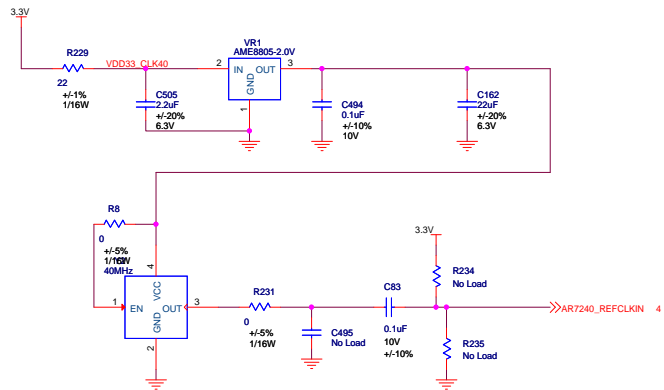 3.3V
R229
22
+/-1%
1/16W
VDD33_CLK40
C505
2.2uF
+/-20%
6.3V
VR1
AME8805-2.0V
2
IN
OUT
3
GND
1
C494
0.1uF
+/-10%
10V
C162
22uF
+/-20%
6.3V
R8
0
+/-5%
1/16W
40MHz
4
VCC
1
EN
OUT
3
GND
2
R231
0
+/-5%
1/16W
C495
No Load
C83
0.1uF
10V
+/-10%
3.3V
R234
No Load
R235
No Load
AR7240_REFCLKIN 4